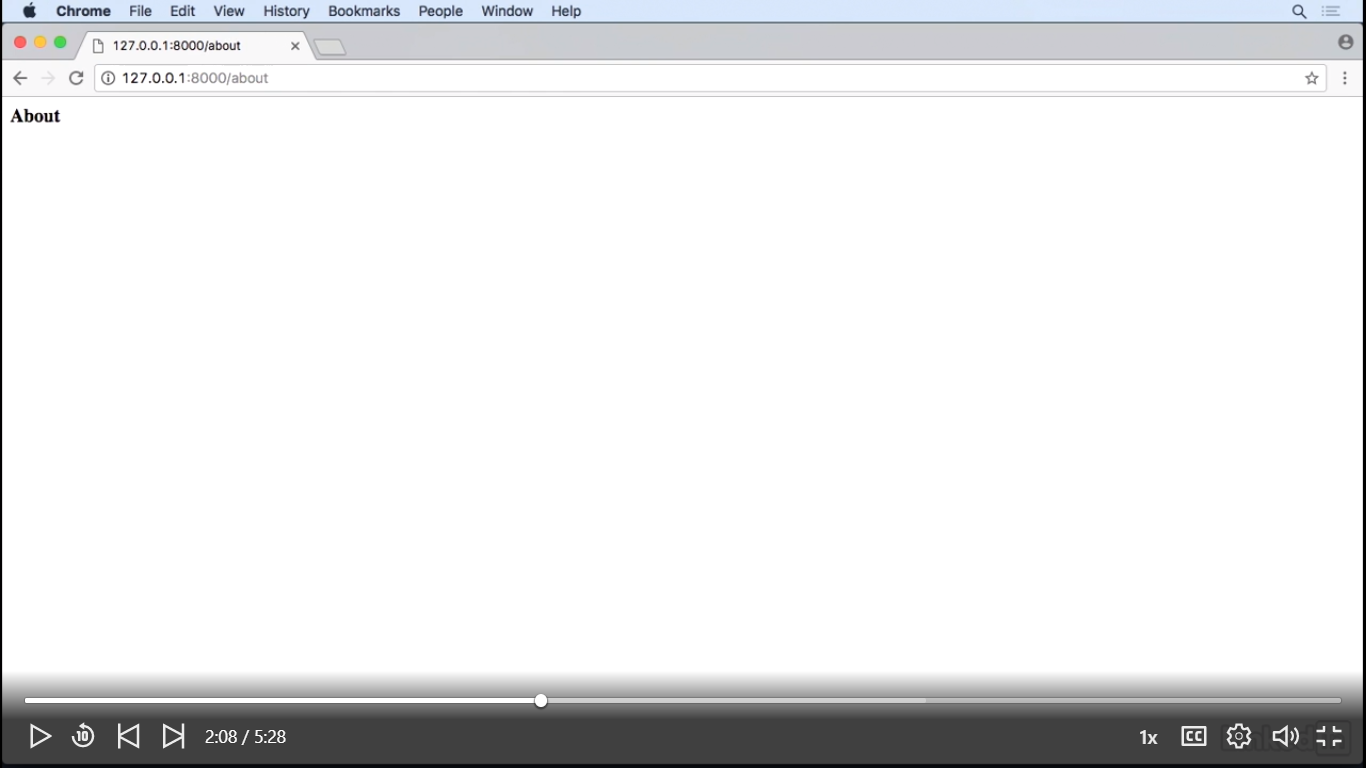 Chrome File Edit View History Bookmarks People Window Help
127.0.0.1:8000/about
127.0.0.1:8000/about
About
10 2:08 / 5:28 1x CC